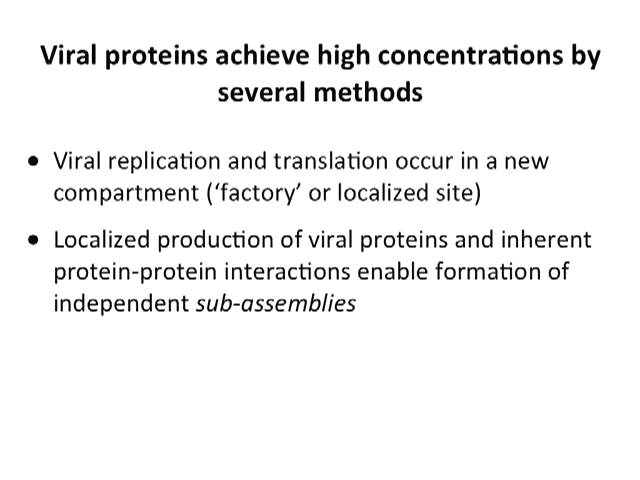 Viral proteins achieve high concentrations by
several methods
• Viral replication and translation occur in a new
compartment (‘factory’ or localized site)
• Localized production of viral proteins and inherent
protein-protein interactions enable formation of
independent sub-assemblies